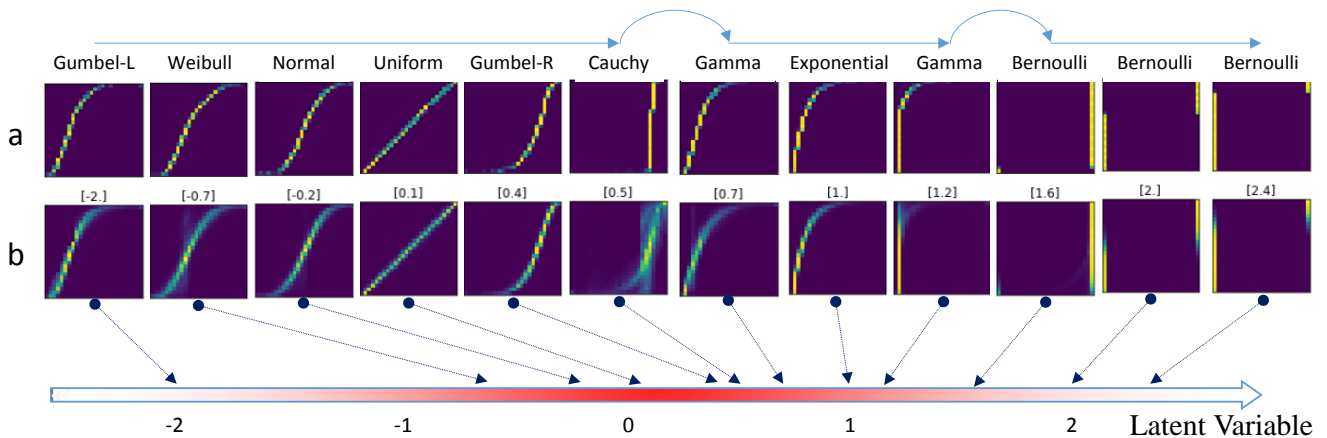 Gumbel-L Weibull Normal Uniform Gumbel-R Cauchy Gamma Exponential Gamma Bernoulli Bernoulli Bernoulli
a
[-2.] [-0.7] [-0.2] [0.1] [0.4] [0.5] [0.7] [1.] [1.2] [1.6] [2.] [2.4]
b
-2 -1 0 1 2 Latent Variable